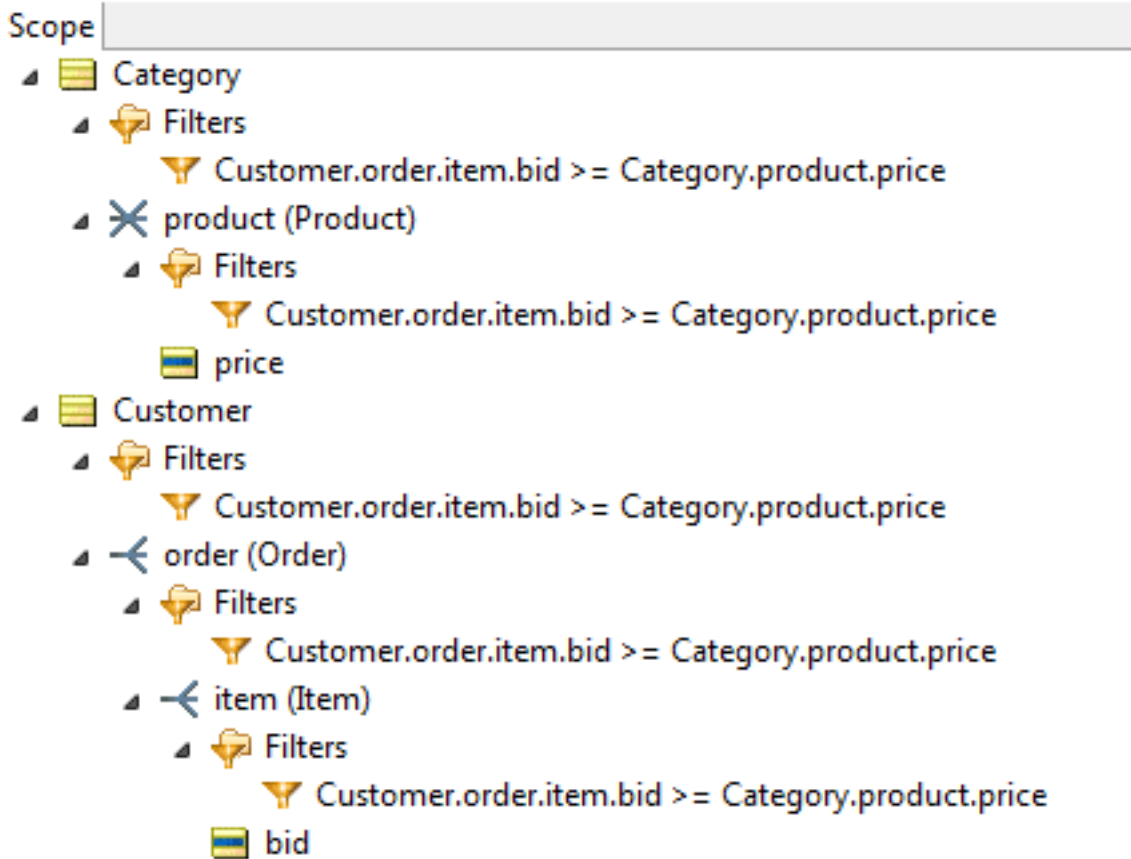 Scope
Category
Filters
Customer.order.item.bid >= Category.product.price
product (Product)
Filters
Customer.order.item.bid >= Category.product.price
price
Customer
Filters
Customer.order.item.bid >= Category.product.price
order (Order)
Filters
Customer.order.item.bid >= Category.product.price
item (Item)
Filters
Customer.order.item.bid >= Category.product.price
bid